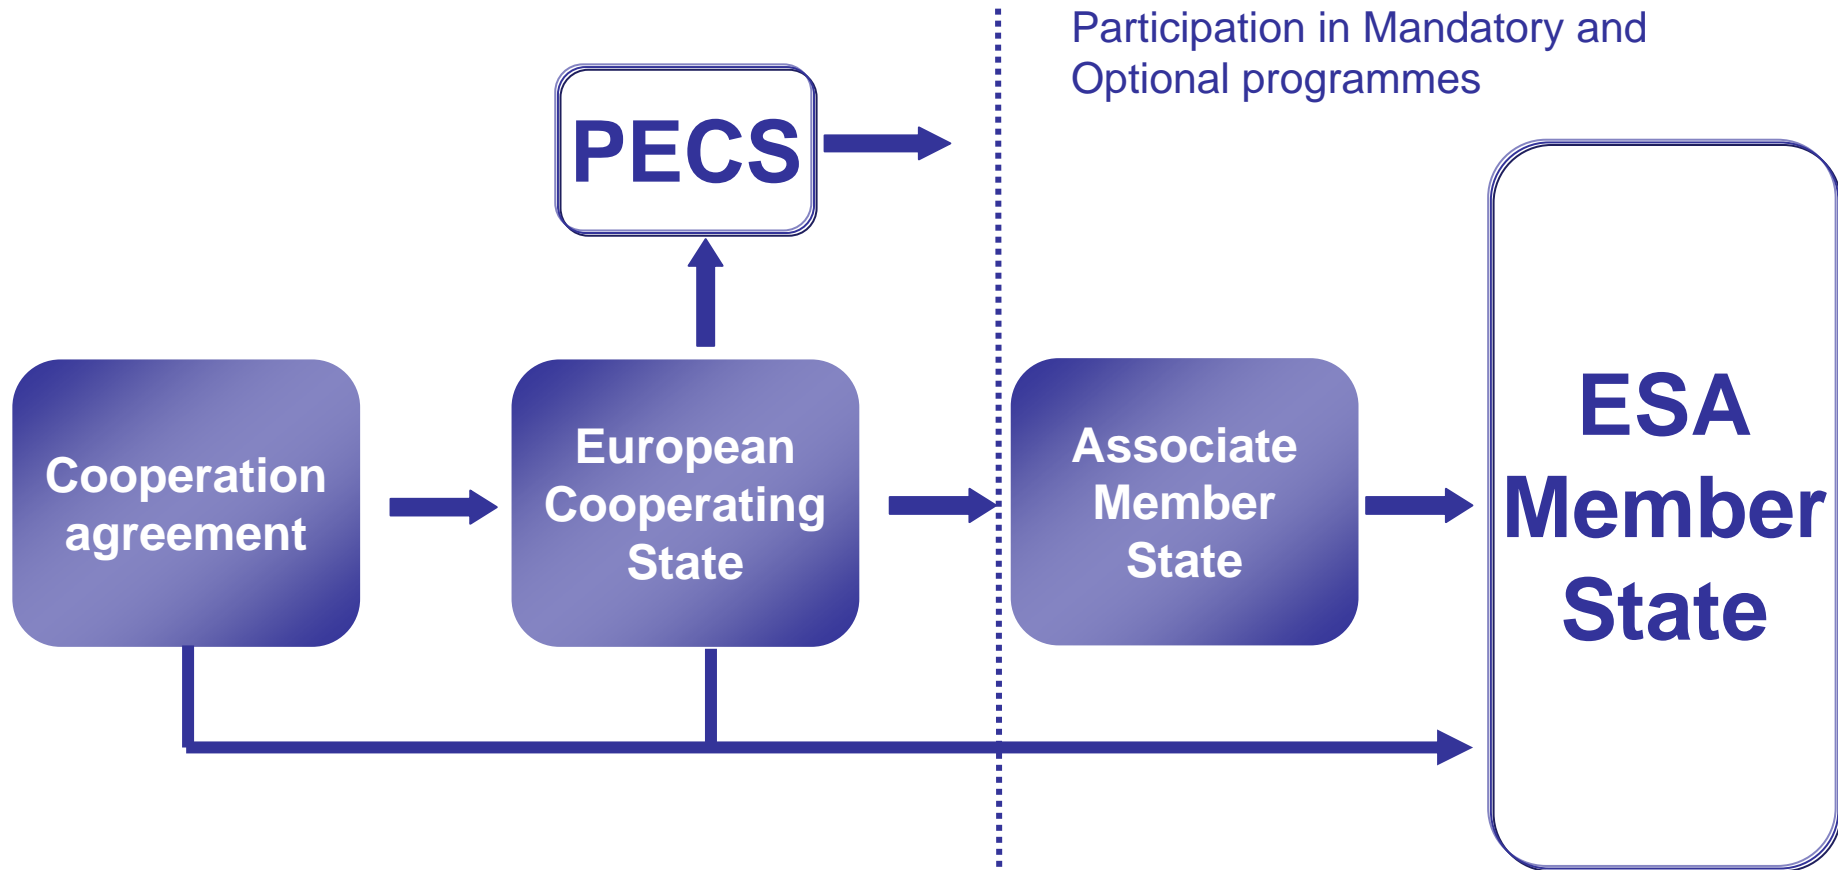 Participation in Mandatory and
Optional programmes
PECS
Cooperation
agreement
European
Cooperating
State
Associate
Member
State
ESA
Member
State